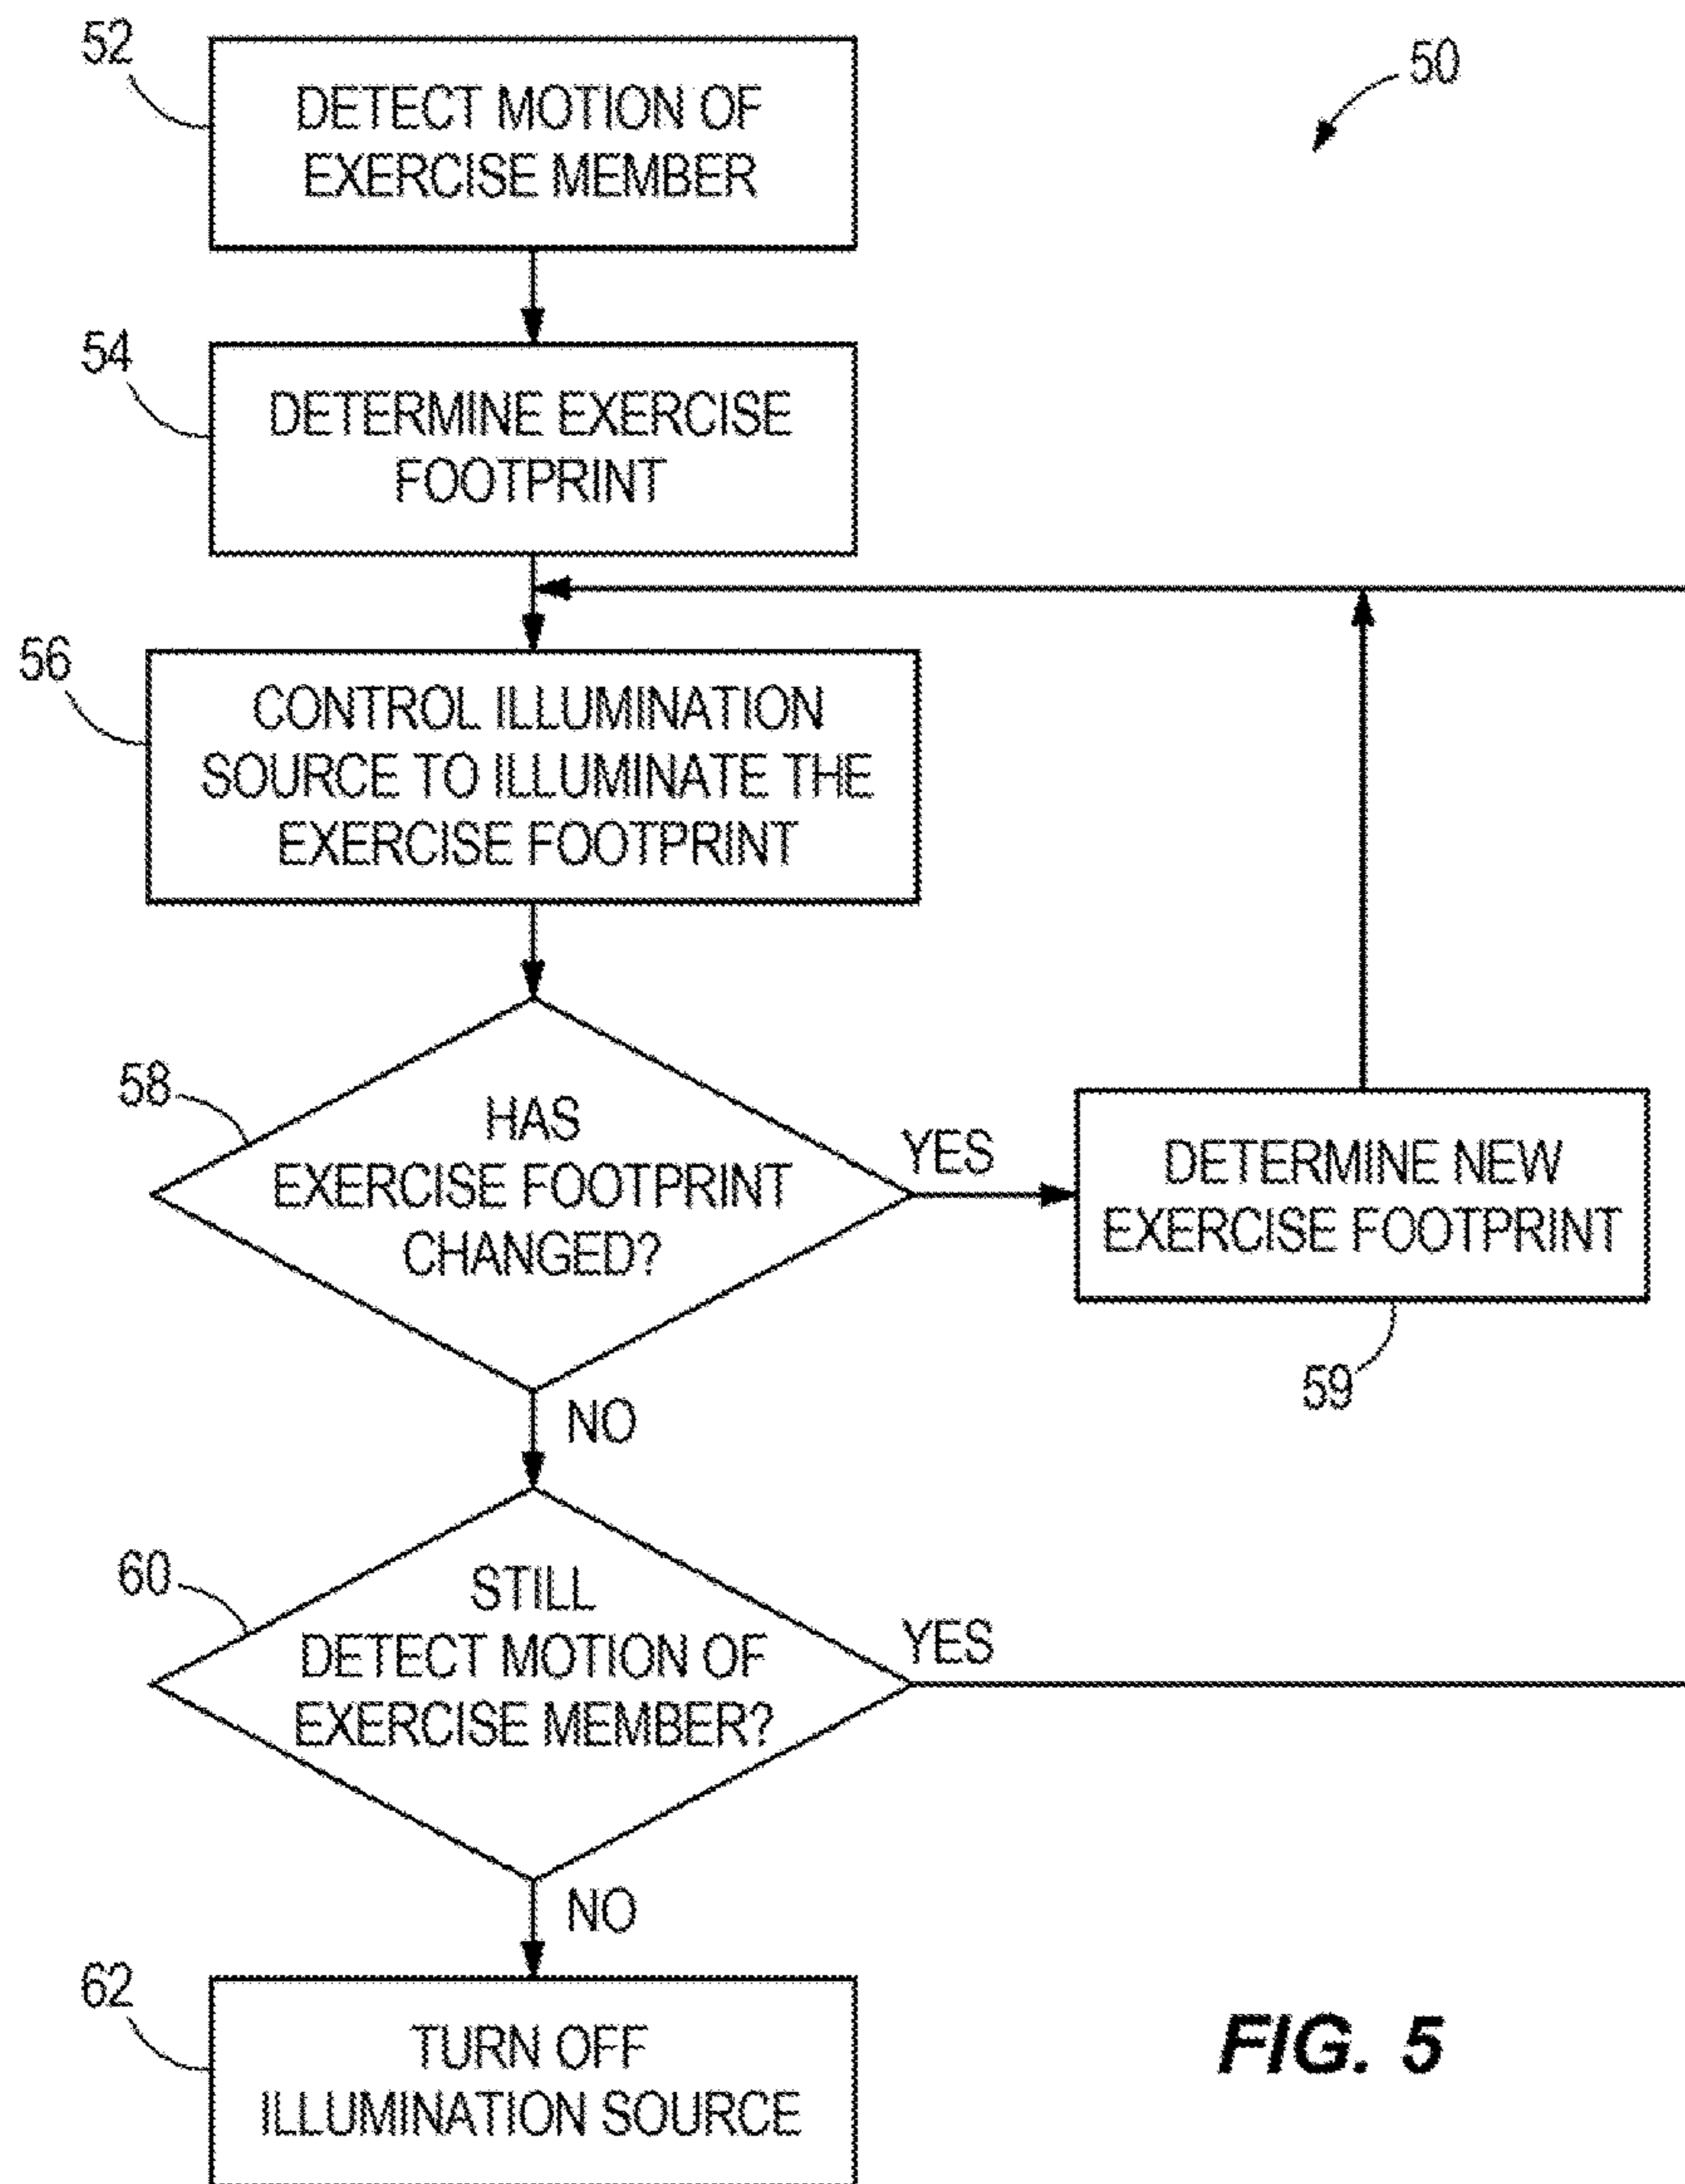 52
DETECT MOTION OF
EXERCISE MEMBER
50
54
DETERMINE EXERCISE
FOOTPRINT
56
CONTROL ILLUMINATION
SOURCE TO ILLUMINATE THE
EXERCISE FOOTPRINT
58
HAS
EXERCISE FOOTPRINT
CHANGED?
YES
DETERMINE NEW
EXERCISE FOOTPRINT
59
NO
60
STILL
DETECT MOTION OF
EXERCISE MEMBER?
YES
NO
62
TURN OFF
ILLUMINATION SOURCE
FIG. 5